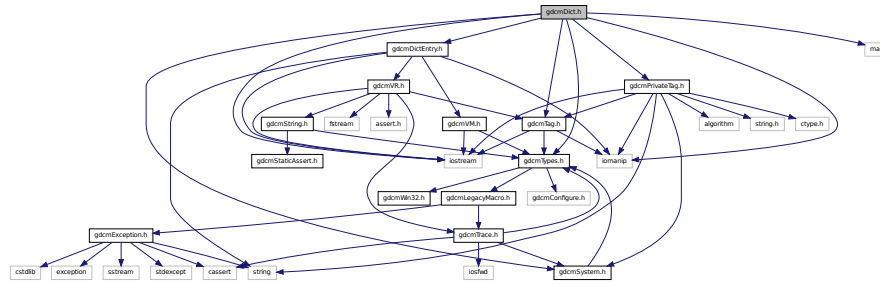 gdcmDict.h
gdcmDictEntry.h
gdcmVR.h
gdcmPrivateTag.h
gdcmString.h
fstream
assert.h
gdcmVM.h
gdcmTag.h
algorithm
string.h
ctype.h
gdcmStaticAssert.h
iostream
gdcmTypes.h
iomanip
gdcmWin32.h
gdcmLegacyMacro.h
gdcmConfigure.h
gdcmException.h
gdcmTrace.h
cstdlib
exception
sstream
stdexcept
cassert
string
iosfwd
gdcmSystem.h